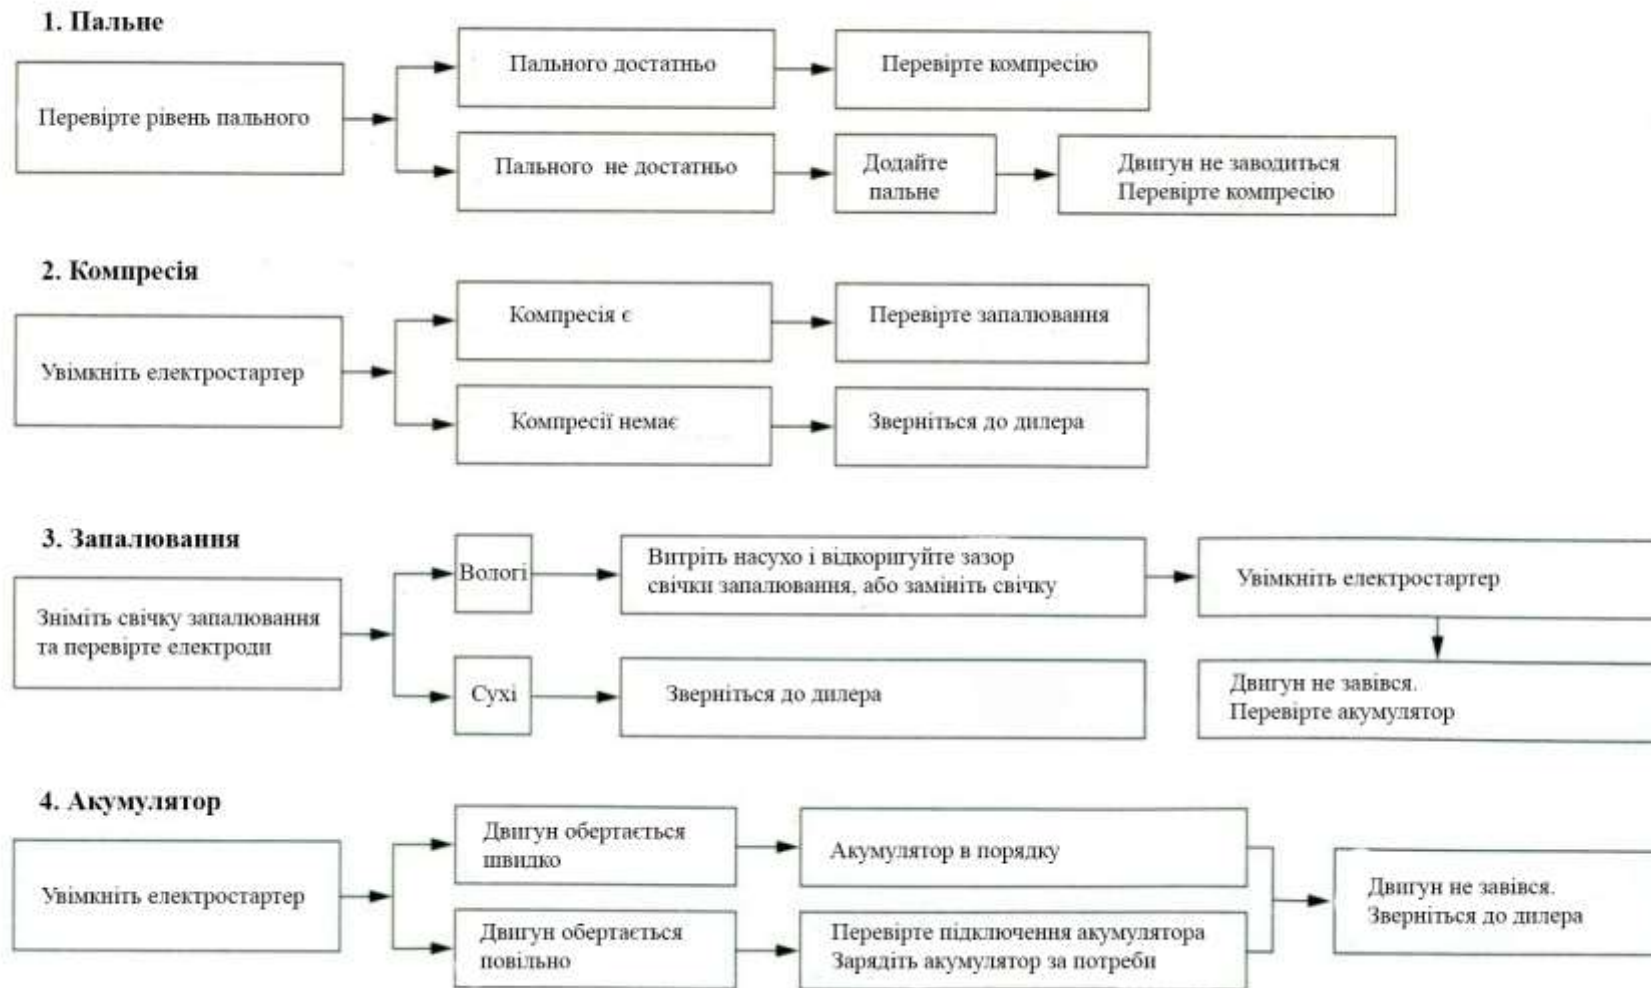 1. Пальне
Перевірте рівень пального
Пального достатньо
Перевірте компресію
Пального не достатньо
Додайте
пальне
Двигун не заводиться
Перевірте компресію
2. Компресія
Увімкніть електростартер
Компресія є
Перевірте запалювання
Компресії немає
Зверніться до дилера
3. Запалювання
Зніміть свічку запалювання
та перевірте електроди
Вологі
Витріть насухо і відкоригуйте зазор
свічки запалювання, або замініть свічку
Увімкніть електростартер
Двигун не завівся.
Перевірте акумулятор
Сухі
Зверніться до дилера
4. Акумулятор
Увімкніть електростартер
Двигун обертається
швидко
Акумулятор в порядку
Двигун обертається
повільно
Перевірте підключення акумулятора
Зарядіть акумулятор за потреби
Двигун не завівся.
Зверніться до дилера